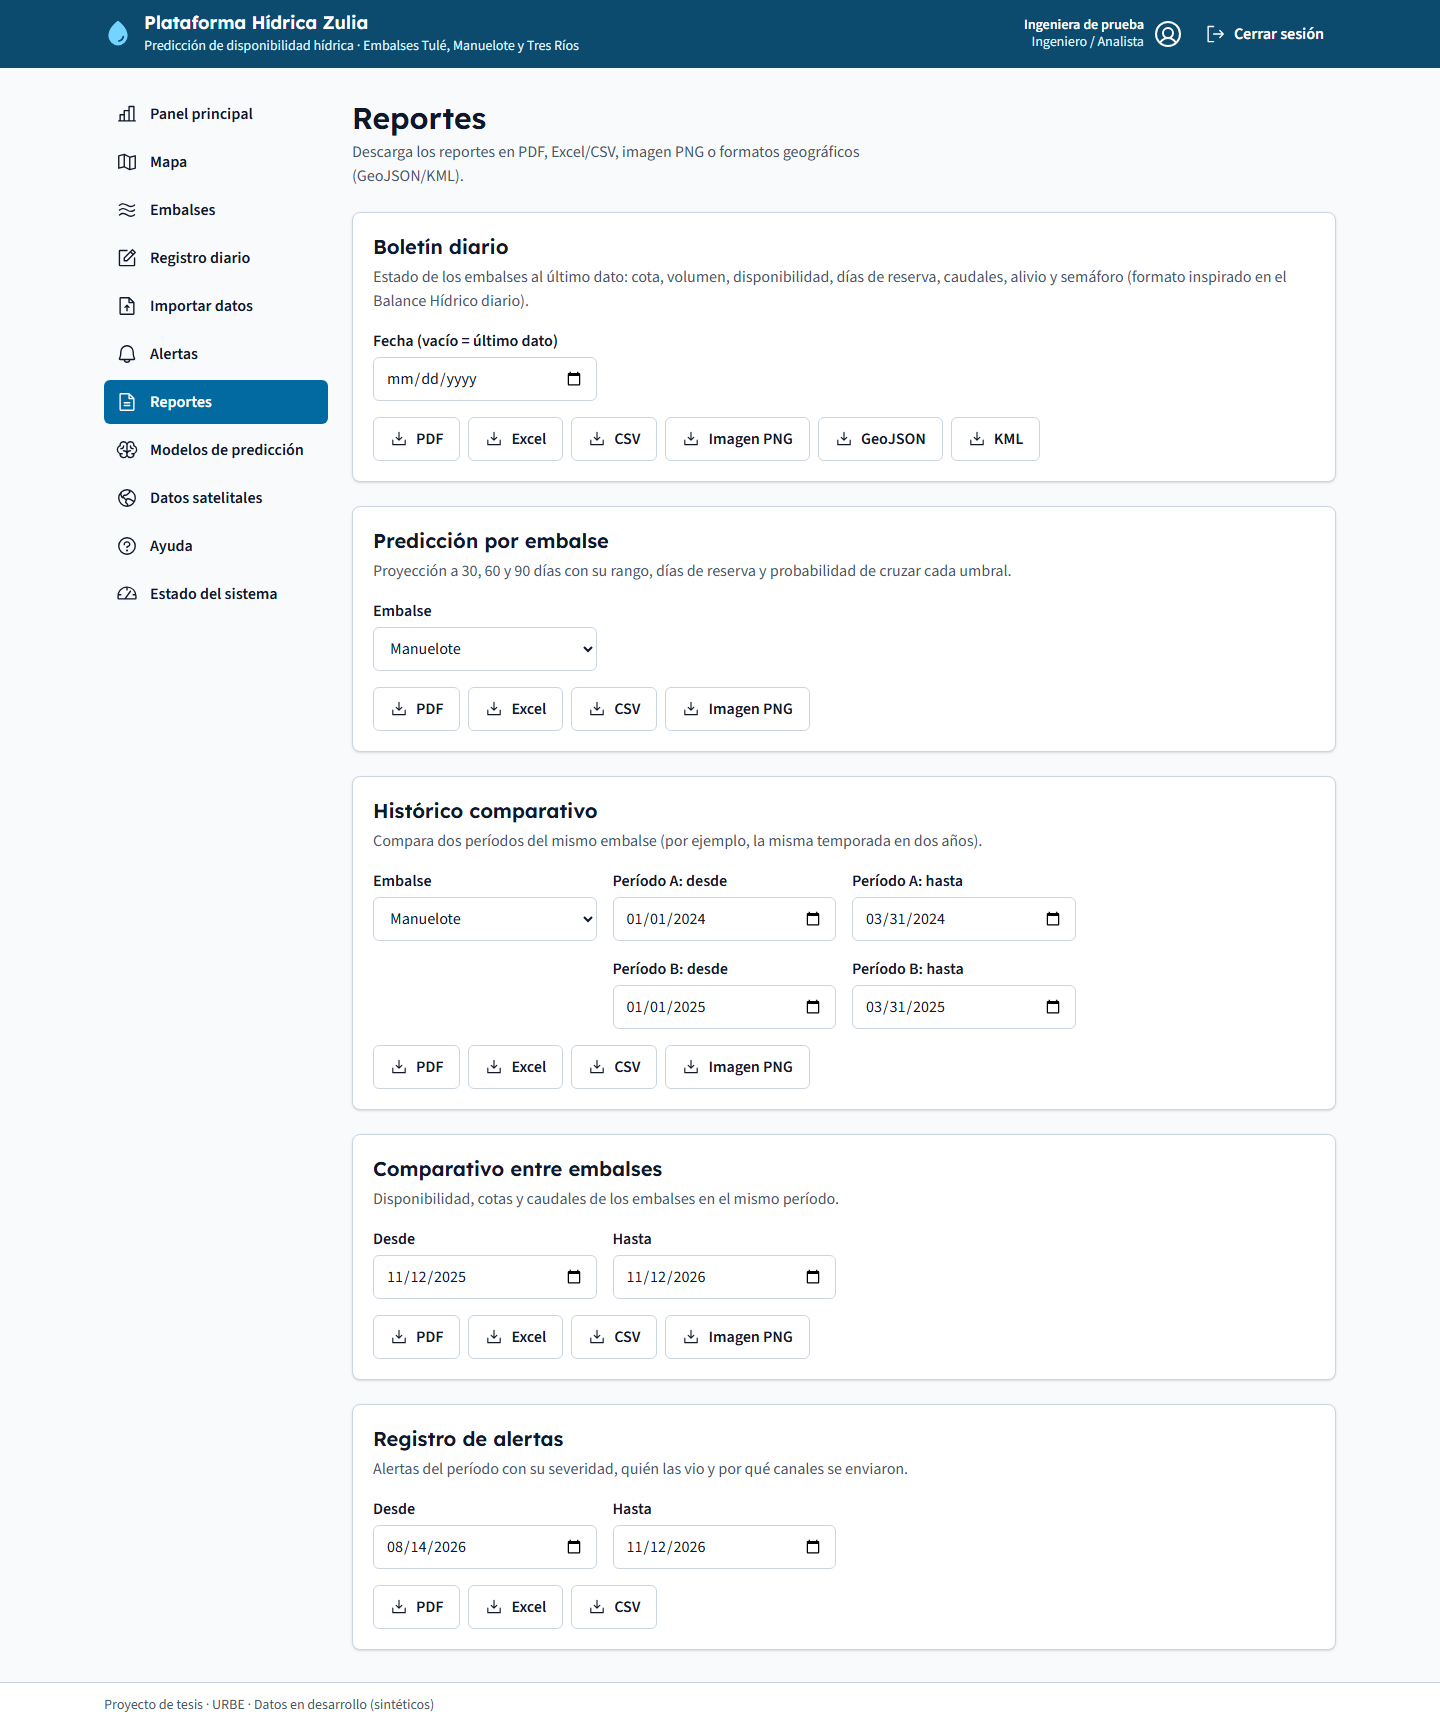 Plataforma Hídrica Zulia
Predicción de disponibilidad hídrica · Embalses Tulé, Manuelote y Tres Ríos
Ingeniera de prueba
Ingeniero / Analista
Cerrar sesión
Panel principal
Mapa
Embalses
Registro diario
Importar datos
Alertas
Reportes
Modelos de predicción
Datos satelitales
Ayuda
Estado del sistema
Reportes
Descarga los reportes en PDF, Excel/CSV, imagen PNG o formatos geográficos
(GeoJSON/KML).
Boletín diario
Estado de los embalses al último dato: cota, volumen, disponibilidad, días de reserva, caudales, alivio y semáforo (formato inspirado en el
Balance Hídrico diario).
Fecha (vacío = último dato)
mm/dd/yyyy
PDF Excel CSV Imagen PNG GeoJSON KML
Predicción por embalse
Proyección a 30, 60 y 90 días con su rango, días de reserva y probabilidad de cruzar cada umbral.
Embalse
Manuelote
PDF Excel CSV Imagen PNG
Histórico comparativo
Compara dos períodos del mismo embalse (por ejemplo, la misma temporada en dos años).
Embalse Período A: desde Período A: hasta
Manuelote 01/01/2024 03/31/2024
Período B: desde Período B: hasta
01/01/2025 03/31/2025
PDF Excel CSV Imagen PNG
Comparativo entre embalses
Disponibilidad, cotas y caudales de los embalses en el mismo período.
Desde Hasta
11/12/2025 11/12/2026
PDF Excel CSV Imagen PNG
Registro de alertas
Alertas del período con su severidad, quién las vio y por qué canales se enviaron.
Desde Hasta
08/14/2026 11/12/2026
PDF Excel CSV
Proyecto de tesis · URBE · Datos en desarrollo (sintéticos)